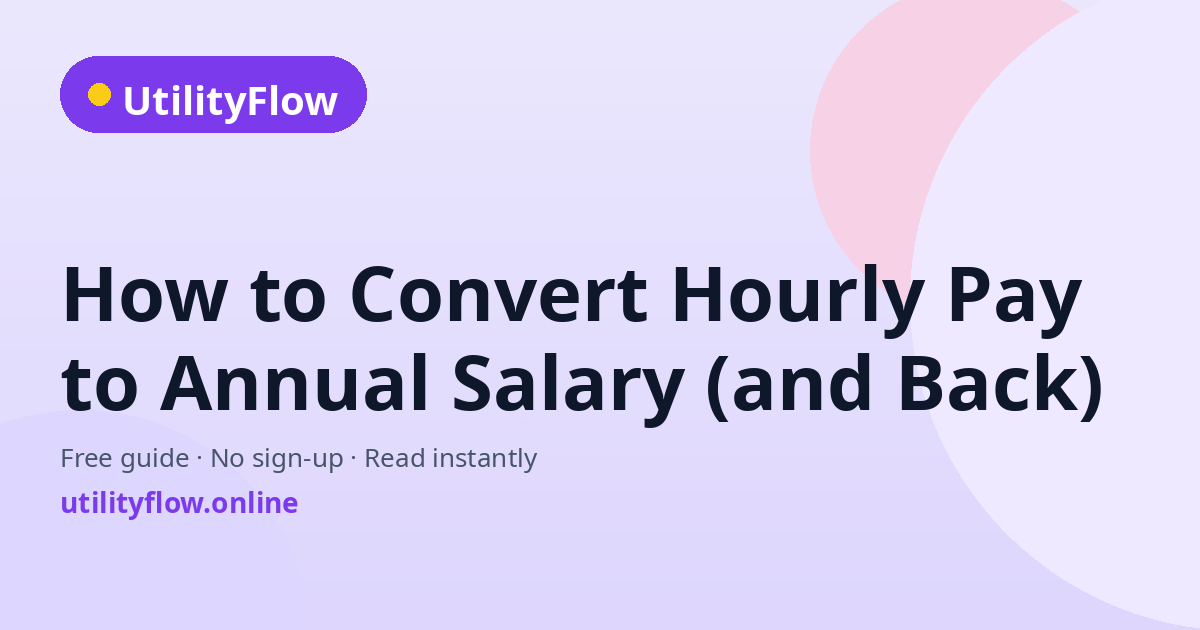 UtilityFlow
How to Convert Hourly Pay
to Annual Salary (and Back)
Free guide · No sign-up · Read instantly
utilityflow.online